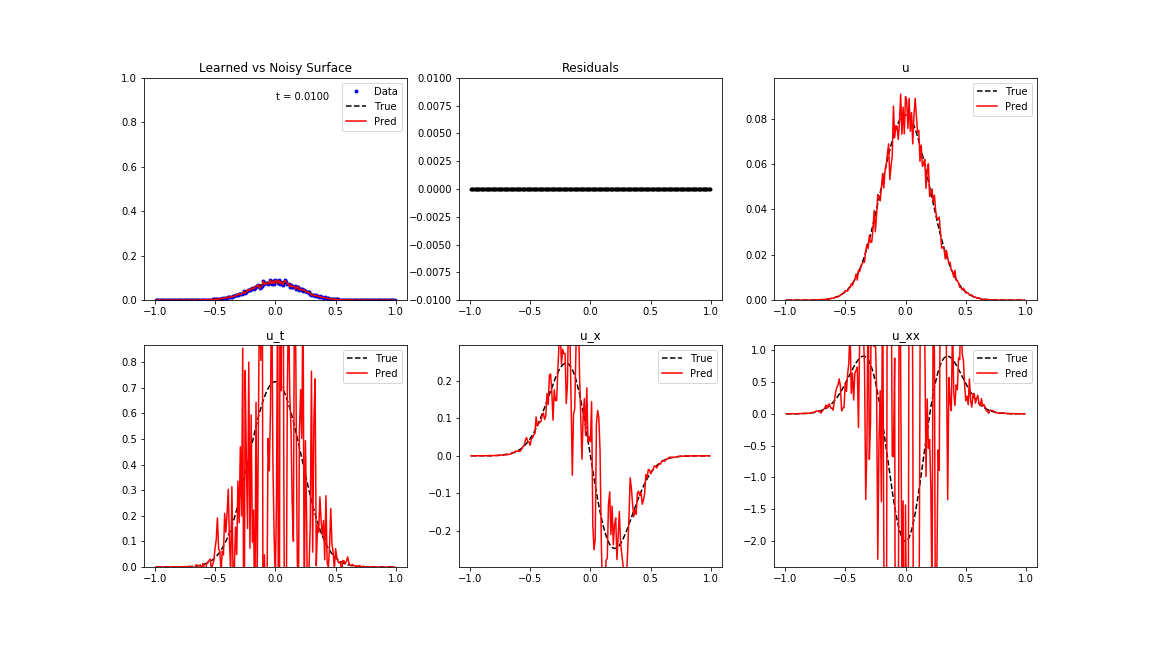 Learned vs Noisy Surface
1.0
0.8
0.6
0.4
0.2
0.0
−1.0 −0.5 0.0 0.5 1.0
t = 0.0100
Data
True
Pred
Residuals
0.0100
0.0075
0.0050
0.0025
0.0000
−0.0025
−0.0050
−0.0075
−0.0100
−1.0 −0.5 0.0 0.5 1.0
u
0.08
0.06
0.04
0.02
0.00
−1.0 −0.5 0.0 0.5 1.0
True
Pred
u_t
0.8
0.7
0.6
0.5
0.4
0.3
0.2
0.1
0.0
−1.0 −0.5 0.0 0.5 1.0
True
Pred
u_x
0.2
0.1
0.0
−0.1
−0.2
−1.0 −0.5 0.0 0.5 1.0
True
Pred
u_xx
1.0
0.5
0.0
−0.5
−1.0
−1.5
−2.0
−1.0 −0.5 0.0 0.5 1.0
True
Pred